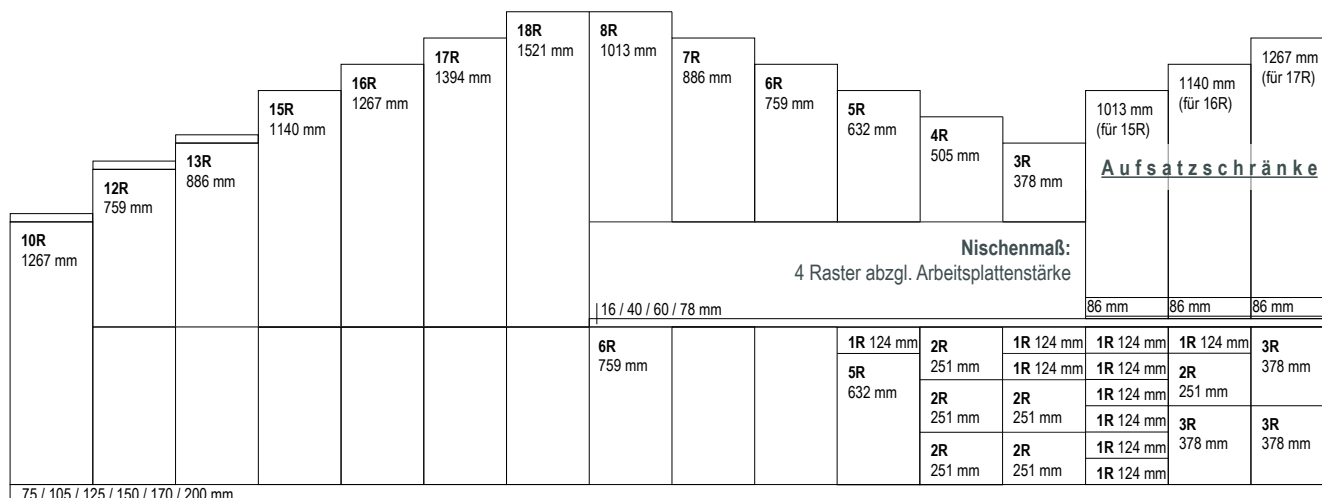 18R
1521 mm
8R
1013 mm
17R
1394 mm
7R
886 mm
1267 mm
(für 17R)
16R
1267 mm
6R
759 mm
1140 mm
(für 16R)
15R
1140 mm
5R
632 mm
1013 mm
(für 15R)
4R
505 mm
13R
886 mm
3R
378 mm
Aufsatzschränke
12R
759 mm
10R
1267 mm
Nischenmaß:
4 Raster abzgl. Arbeitsplattenstärke
16 / 40 / 60 / 78 mm
86 mm
86 mm
86 mm
6R
759 mm
1R 124 mm
5R
632 mm
2R
251 mm
2R
251 mm
2R
251 mm
1R 124 mm
1R 124 mm
2R
251 mm
2R
251 mm
1R 124 mm
1R 124 mm
1R 124 mm
1R 124 mm
1R 124 mm
1R 124 mm
1R 124 mm
2R
251 mm
3R
378 mm
3R
378 mm
3R
378 mm
75 / 105 / 125 / 150 / 170 / 200 mm